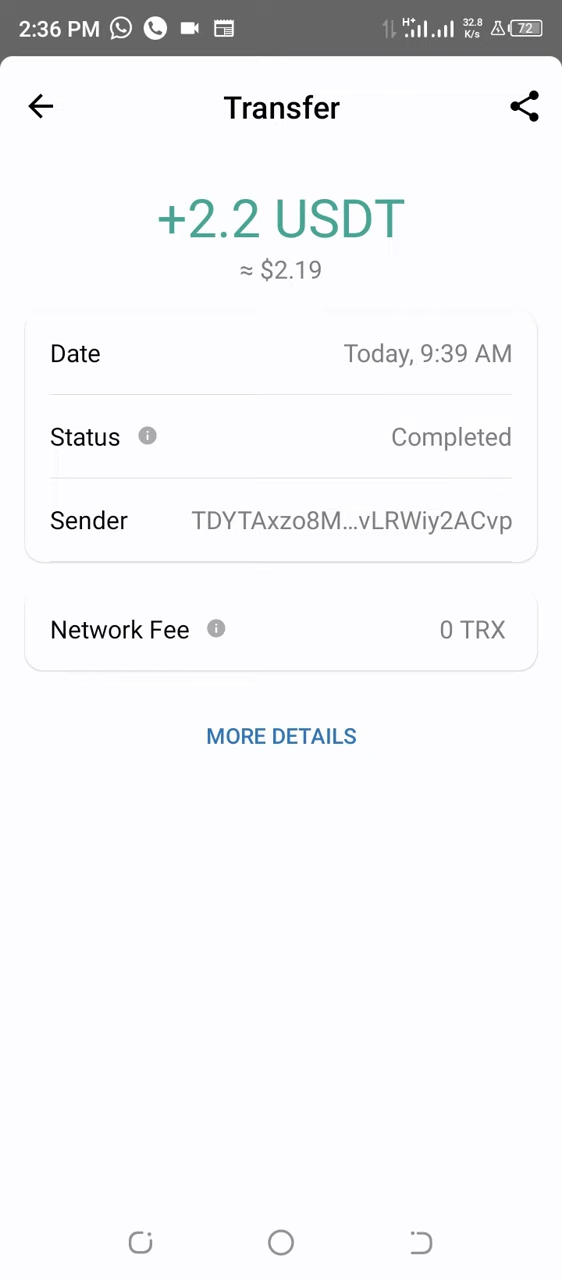 2:36 PM H+ 32.8 K/s 72
Transfer
+2.2 USDT
≈ $2.19
Date Today, 9:39 AM
Status Completed
Sender TDYTAxzo8M...vLRWiy2ACvp
Network Fee 0 TRX
MORE DETAILS